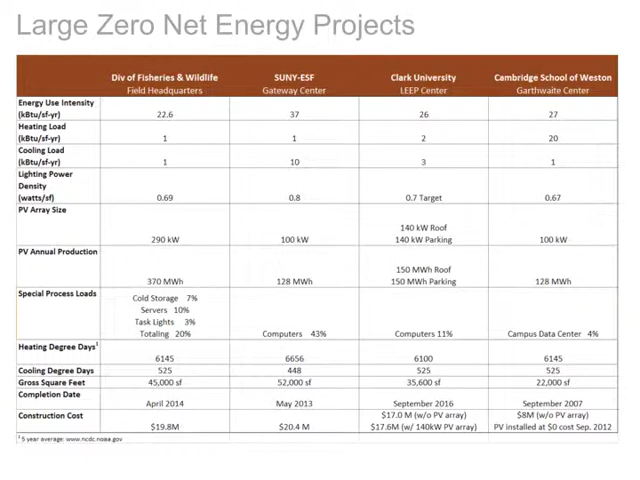 Large Zero Net Energy Projects
Div of Fisheries & Wildlife SUNY-ESF Clark University Cambridge School of Weston
Field Headquarters Gateway Center LEEP Center Garthwaite Center
Energy Use Intensity
(kBtu/sf-yr) 22.6 37 26 27
Heating Load
(kBtu/sf-yr) 1 1 2 20
Cooling Load
(kBtu/sf-yr) 1 10 3 1
Lighting Power
Density
(watts/sf) 0.69 0.8 0.7 Target 0.67
PV Array Size
140 kW Roof
290 kW 100 kW 140 kW Parking 100 kW
PV Annual Production
150 MWh Roof
370 MWh 128 MWh 150 MWh Parking 128 MWh
Special Process Loads
Cold Storage 7%
Servers 10%
Task Lights 3%
Totaling 20% Computers 43% Computers 11% Campus Data Center 4%
Heating Degree Days¹
6145 6656 6100 6145
Cooling Degree Days 525 448 525 525
Gross Square Feet 45,000 sf 52,000 sf 35,600 sf 22,000 sf
Completion Date
April 2014 May 2013 September 2016 September 2007
Construction Cost $17.0 M (w/o PV array) $8M (w/o PV array)
$19.8M $20.4 M $17.6M (w/ 140kW PV array) PV installed at $0 cost Sep. 2012
¹ 5 year average: www.ncdc.noaa.gov